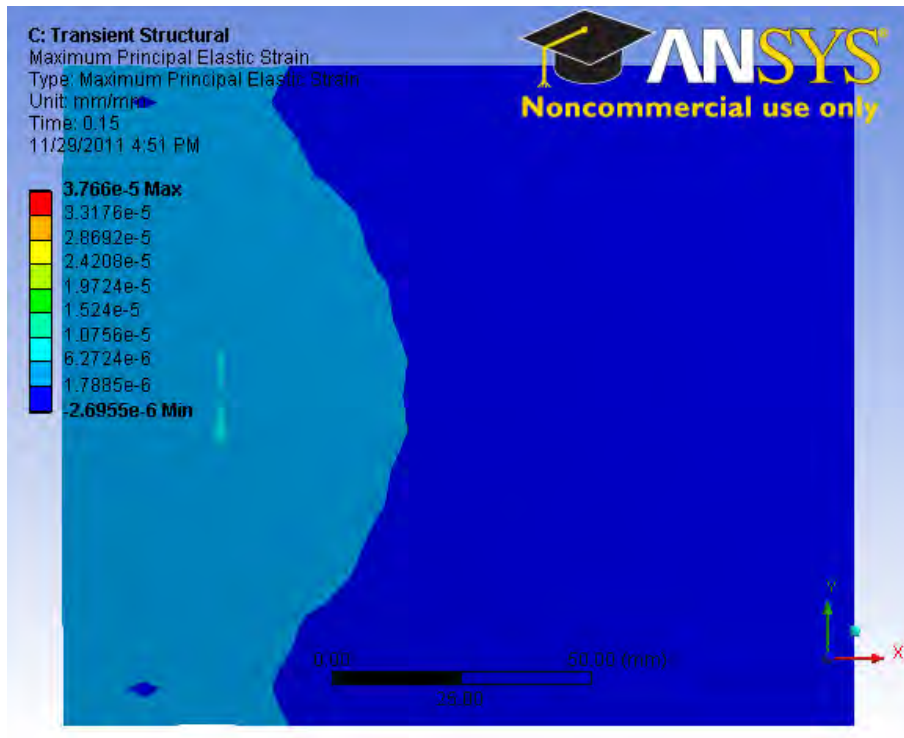 C: Transient Structural
Maximum Principal Elastic Strain
Type: Maximum Principal Elastic Strain
Unit: mm/mm
Time: 0.15
11/29/2011 4:51 PM
ANSYS
Noncommercial use only
3.766e-5 Max
3.3176e-5
2.8692e-5
2.4208e-5
1.9724e-5
1.524e-5
1.0756e-5
6.2724e-6
1.7885e-6
-2.6955e-6 Min
0.00
50.00 (mm)
Y
X